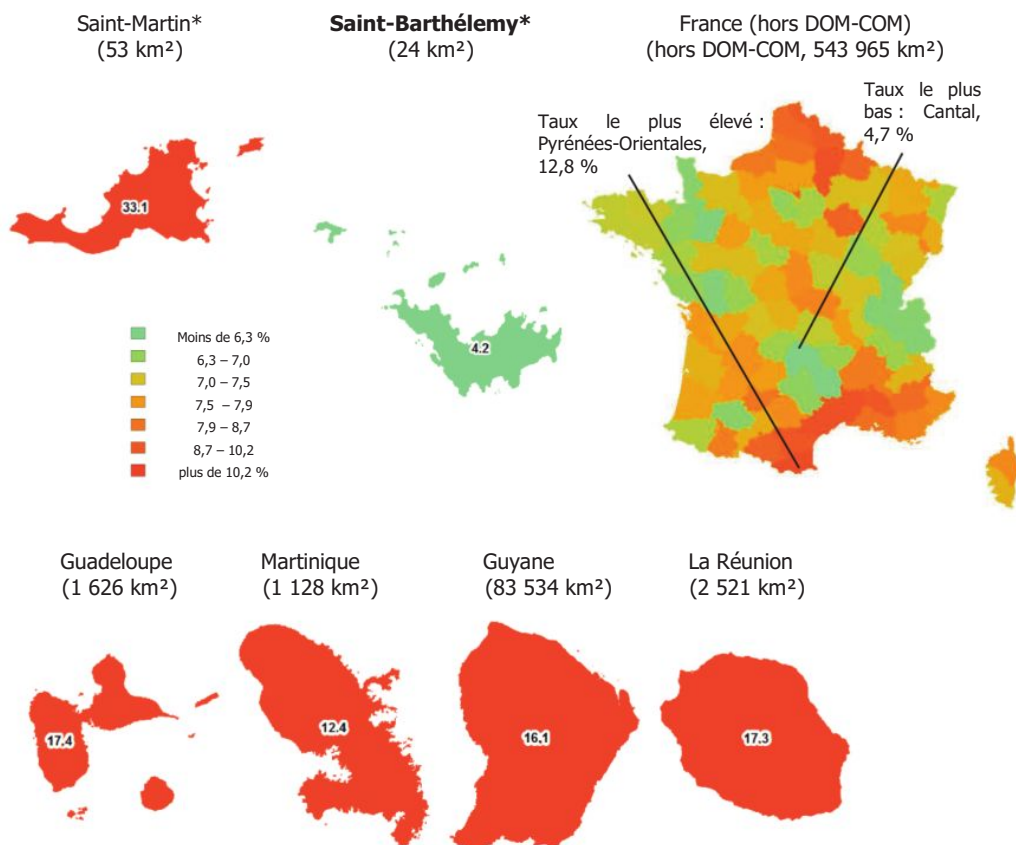 Saint-Martin*
(53 km²)
Saint-Barthélemy*
(24 km²)
France (hors DOM-COM)
(hors DOM-COM, 543 965 km²)
Taux le plus élevé :
Pyrénées-Orientales,
12,8 %
Taux le plus
bas : Cantal,
4,7 %
33.1
4.2
Moins de 6,3 %
6,3 – 7,0
7,0 – 7,5
7,5 – 7,9
7,9 – 8,7
8,7 – 10,2
plus de 10,2 %
Guadeloupe
(1 626 km²)
Martinique
(1 128 km²)
Guyane
(83 534 km²)
La Réunion
(2 521 km²)
17.4
12.4
16.1
17.3